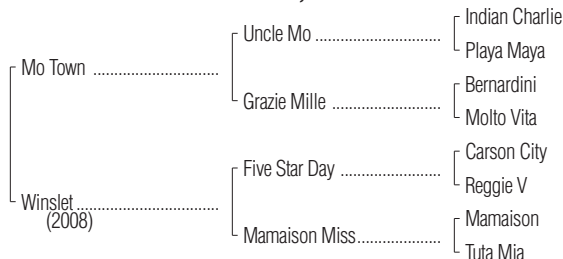 Indian Charlie
Uncle Mo ..............................
Playa Maya
Mo Town ..............................
Bernardini
Grazie Mille ..........................
Molto Vita
Carson City
Five Star Day ........................
Reggie V
Winslet ..................................
(2008)
Mamaison
Mamaison Miss....................
Tuta Mia